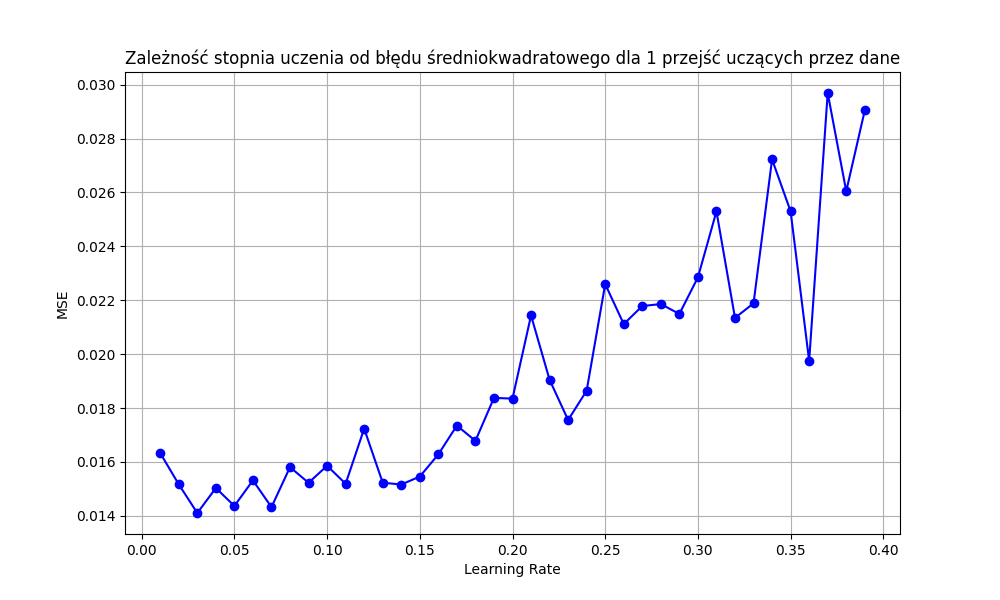 Zależność stopnia uczenia od błędu średniokwadratowego dla 1 przejść uczących przez dane
0.030
0.028
0.026
0.024
0.022
0.020
0.018
0.016
0.014
MSE
0.00 0.05 0.10 0.15 0.20 0.25 0.30 0.35 0.40
Learning Rate